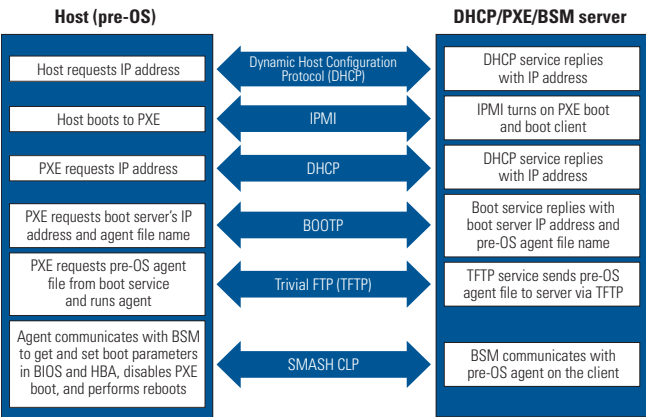 Host (pre-OS)
DHCP/PXE/BSM server
Host requests IP address
Dynamic Host Configuration
Protocol (DHCP)
DHCP service replies
with IP address
Host boots to PXE
IPMI
IPMI turns on PXE boot
and boot client
PXE requests IP address
DHCP
DHCP service replies
with IP address
PXE requests boot server's IP
address and agent file name
BOOTP
Boot service replies with
boot server IP address and
pre-OS agent file name
PXE requests pre-OS agent
file from boot service
and runs agent
Trivial FTP (TFTP)
TFTP service sends pre-OS
agent file to server via TFTP
Agent communicates with BSM
to get and set boot parameters
in BIOS and HBA, disables PXE
boot, and performs reboots
SMASH CLP
BSM communicates with
pre-OS agent on the client